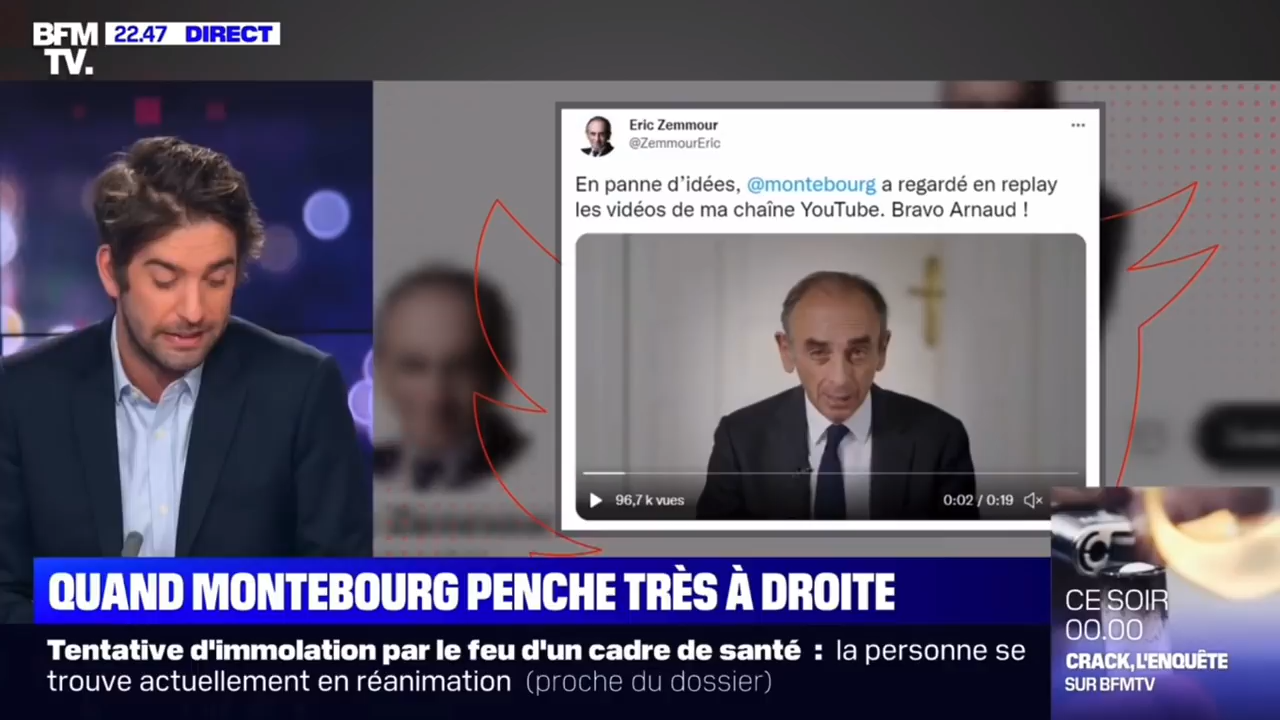 BFM
TV.
22.47 DIRECT
Eric Zemmour
@ZemmourEric
En panne d'idées, @montebourg a regardé en replay
les vidéos de ma chaîne YouTube. Bravo Arnaud !
96,7 k vues
0:02 / 0:19
QUAND MONTEBOURG PENCHE TRÈS À DROITE
Tentative d'immolation par le feu d'un cadre de santé : la personne se
trouve actuellement en réanimation (proche du dossier)
CE SOIR
00.00
CRACK, L'ENQUÊTE
SUR BFMTV